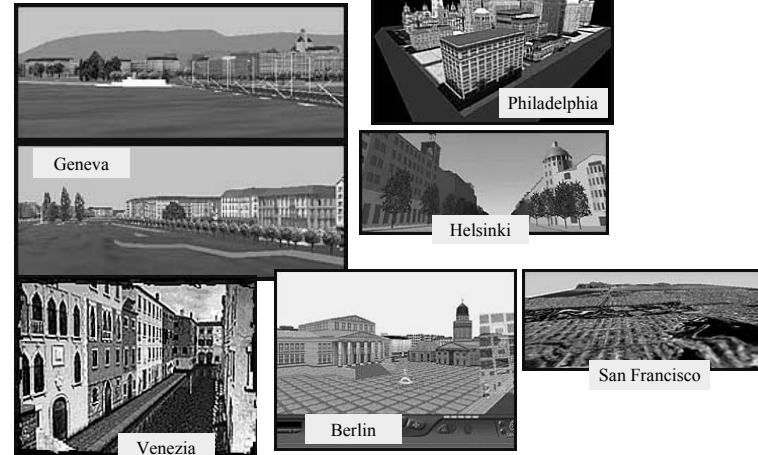 Philadelphia
Geneva
Helsinki
San Francisco
Berlin
Venezia